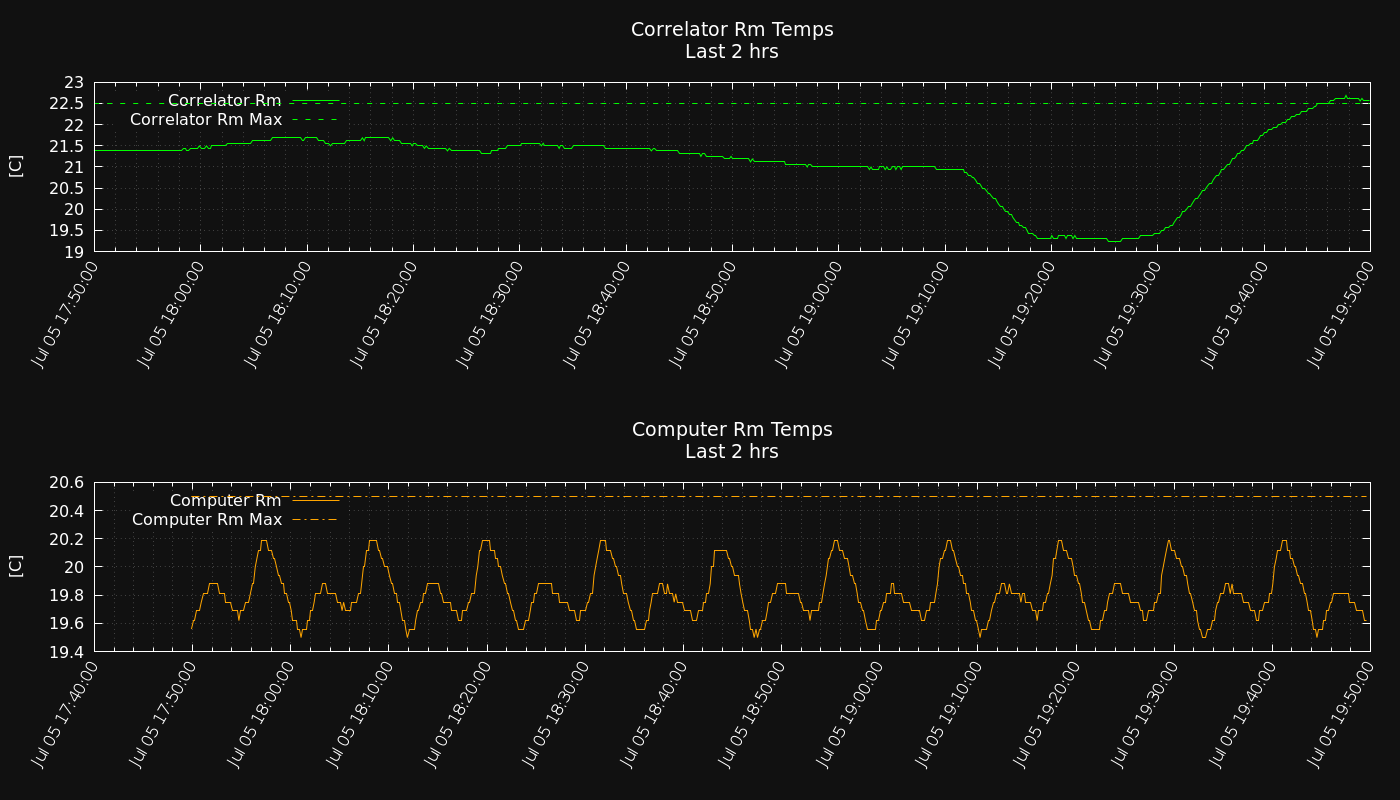 Correlator Rm Temps
Last 2 hrs
[C]
23
22.5
22
21.5
21
20.5
20
19.5
19
Correlator Rm
Correlator Rm Max
Jul 05 17:50:00
Jul 05 18:00:00
Jul 05 18:10:00
Jul 05 18:20:00
Jul 05 18:30:00
Jul 05 18:40:00
Jul 05 18:50:00
Jul 05 19:00:00
Jul 05 19:10:00
Jul 05 19:20:00
Jul 05 19:30:00
Jul 05 19:40:00
Jul 05 19:50:00
Computer Rm Temps
Last 2 hrs
[C]
20.6
20.4
20.2
20
19.8
19.6
19.4
Computer Rm
Computer Rm Max
Jul 05 17:40:00
Jul 05 17:50:00
Jul 05 18:00:00
Jul 05 18:10:00
Jul 05 18:20:00
Jul 05 18:30:00
Jul 05 18:40:00
Jul 05 18:50:00
Jul 05 19:00:00
Jul 05 19:10:00
Jul 05 19:20:00
Jul 05 19:30:00
Jul 05 19:40:00
Jul 05 19:50:00